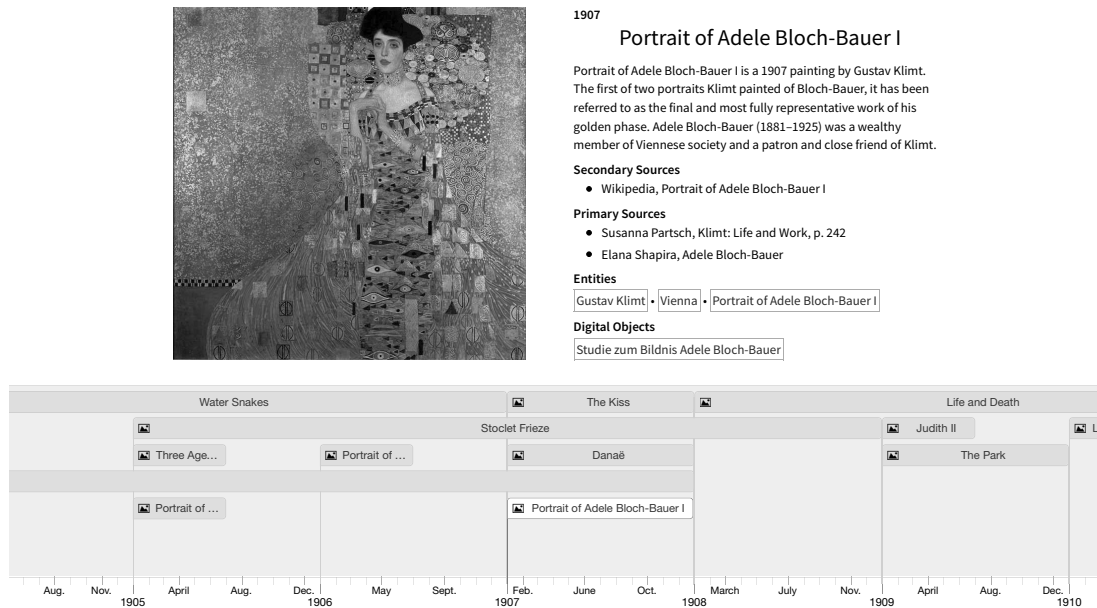 1907
Portrait of Adele Bloch-Bauer I
Portrait of Adele Bloch-Bauer I is a 1907 painting by Gustav Klimt.
The first of two portraits Klimt painted of Bloch-Bauer, it has been
referred to as the final and most fully representative work of his
golden phase. Adele Bloch-Bauer (1881–1925) was a wealthy
member of Viennese society and a patron and close friend of Klimt.
Secondary Sources
• Wikipedia, Portrait of Adele Bloch-Bauer I
Primary Sources
• Susanna Partsch, Klimt: Life and Work, p. 242
• Elana Shapira, Adele Bloch-Bauer
Entities
Gustav Klimt • Vienna • Portrait of Adele Bloch-Bauer I
Digital Objects
Studie zum Bildnis Adele Bloch-Bauer
Water Snakes The Kiss Life and Death
Stoclet Frieze Judith II L
Three Age... Portrait of ... Danaë The Park
Portrait of ... Portrait of Adele Bloch-Bauer I
Aug. Nov. April Aug. Dec. May Sept. Feb. June Oct. March July Nov. April Aug. Dec.
1905 1906 1907 1908 1909 1910